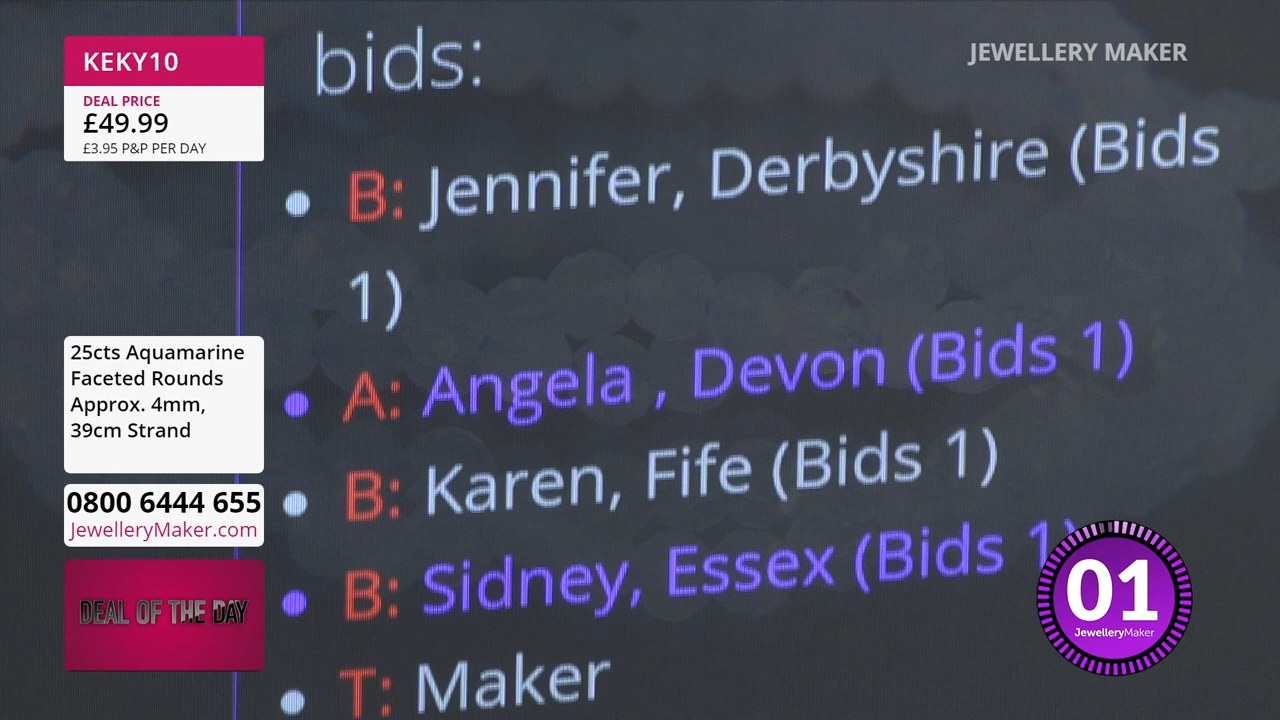 KEKY10
DEAL PRICE
£49.99
£3.95 P&P PER DAY
25cts Aquamarine
Faceted Rounds
Approx. 4mm,
39cm Strand
0800 6444 655
JewelleryMaker.com
DEAL OF THE DAY
JEWELLERY MAKER
bids:
B: Jennifer, Derbyshire (Bids
1)
A: Angela , Devon (Bids 1)
B: Karen, Fife (Bids 1)
B: Sidney, Essex (Bids 1)
T: Maker
01
JewelleryMaker